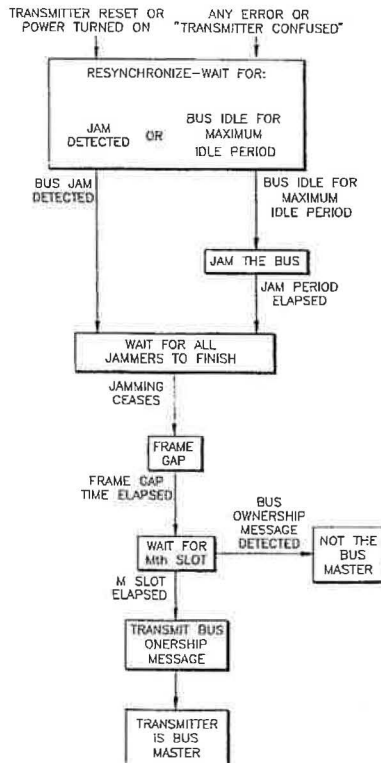 TRANSMITTER RESET OR
POWER TURNED ON
ANY ERROR OR
"TRANSMITTER CONFUSED"
RESYNCHRONIZE-WAIT FOR:
JAM
DETECTED
OR
BUS IDLE FOR
MAXIMUM
IDLE PERIOD
BUS JAM
DETECTED
BUS IDLE FOR
MAXIMUM
IDLE PERIOD
JAM THE BUS
JAM PERIOD
ELAPSED
WAIT FOR ALL
JAMMERS TO FINISH
JAMMING
CEASES
FRAME
GAP
FRAME GAP
TIME ELAPSED
BUS
OWNERSHIP
MESSAGE
DETECTED
WAIT FOR
Mth SLOT
NOT THE
BUS
MASTER
M SLOT
ELAPSED
TRANSMIT BUS
ONERSHIP
MESSAGE
TRANSMITTER
IS BUS
MASTER